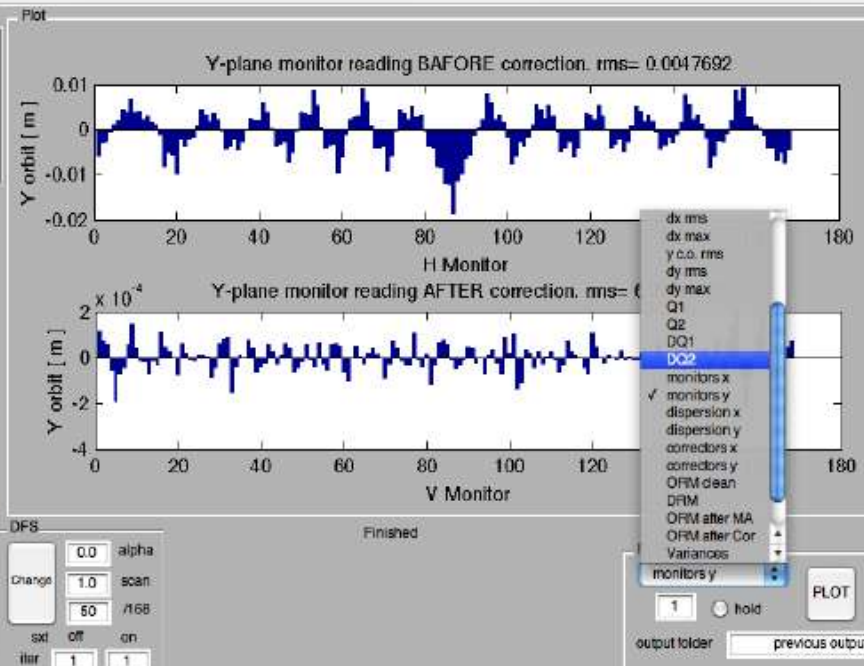 Plot
Y-plane monitor reading BAFORE correction. rms= 0.0047692
0.01
0
-0.01
-0.02
Y orbit [ m ]
0 20 40 60 80 100 120 180
H Monitor
Y-plane monitor reading AFTER correction. rms= 6
x 10^-4
2
0
-2
-4
Y orbit [ m ]
0 20 40 60 80 100 120 180
V Monitor
dx rms
dx max
y c.o. rms
dy rms
dy max
Q1
Q2
DQ1
DQ2
monitors x
✓ monitors y
dispersion x
dispersion y
correctors x
correctors y
ORM clean
DRM
ORM after MA
ORM after Cor
Variances
Finished
DFS
Change
0.0 alpha
1.0 scan
50 /168
sxt off on
iter 1 1
monitors y
PLOT
1 hold
output folder previous outpu